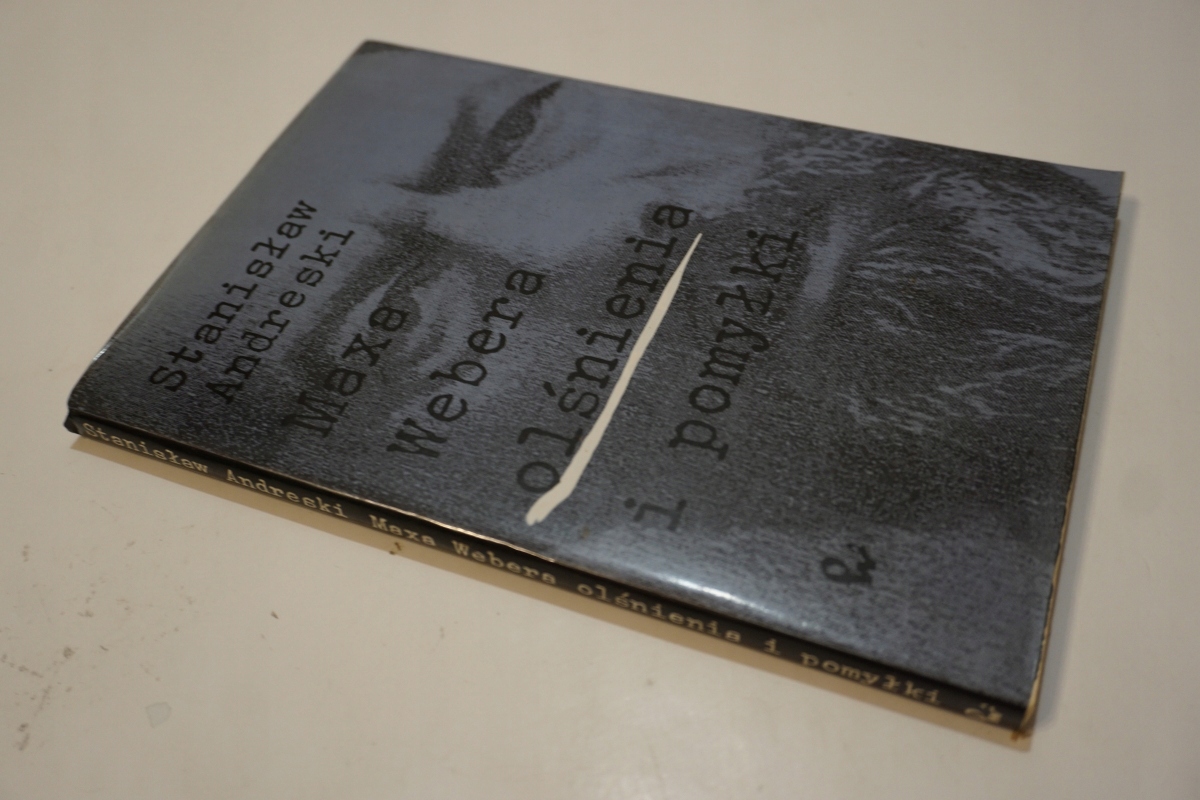 Stanisław
Andreski
Maxa
Webera
olśnienia
i pomyłki
Stanisław Andreski Maxa Webera olśnienia i pomyłki